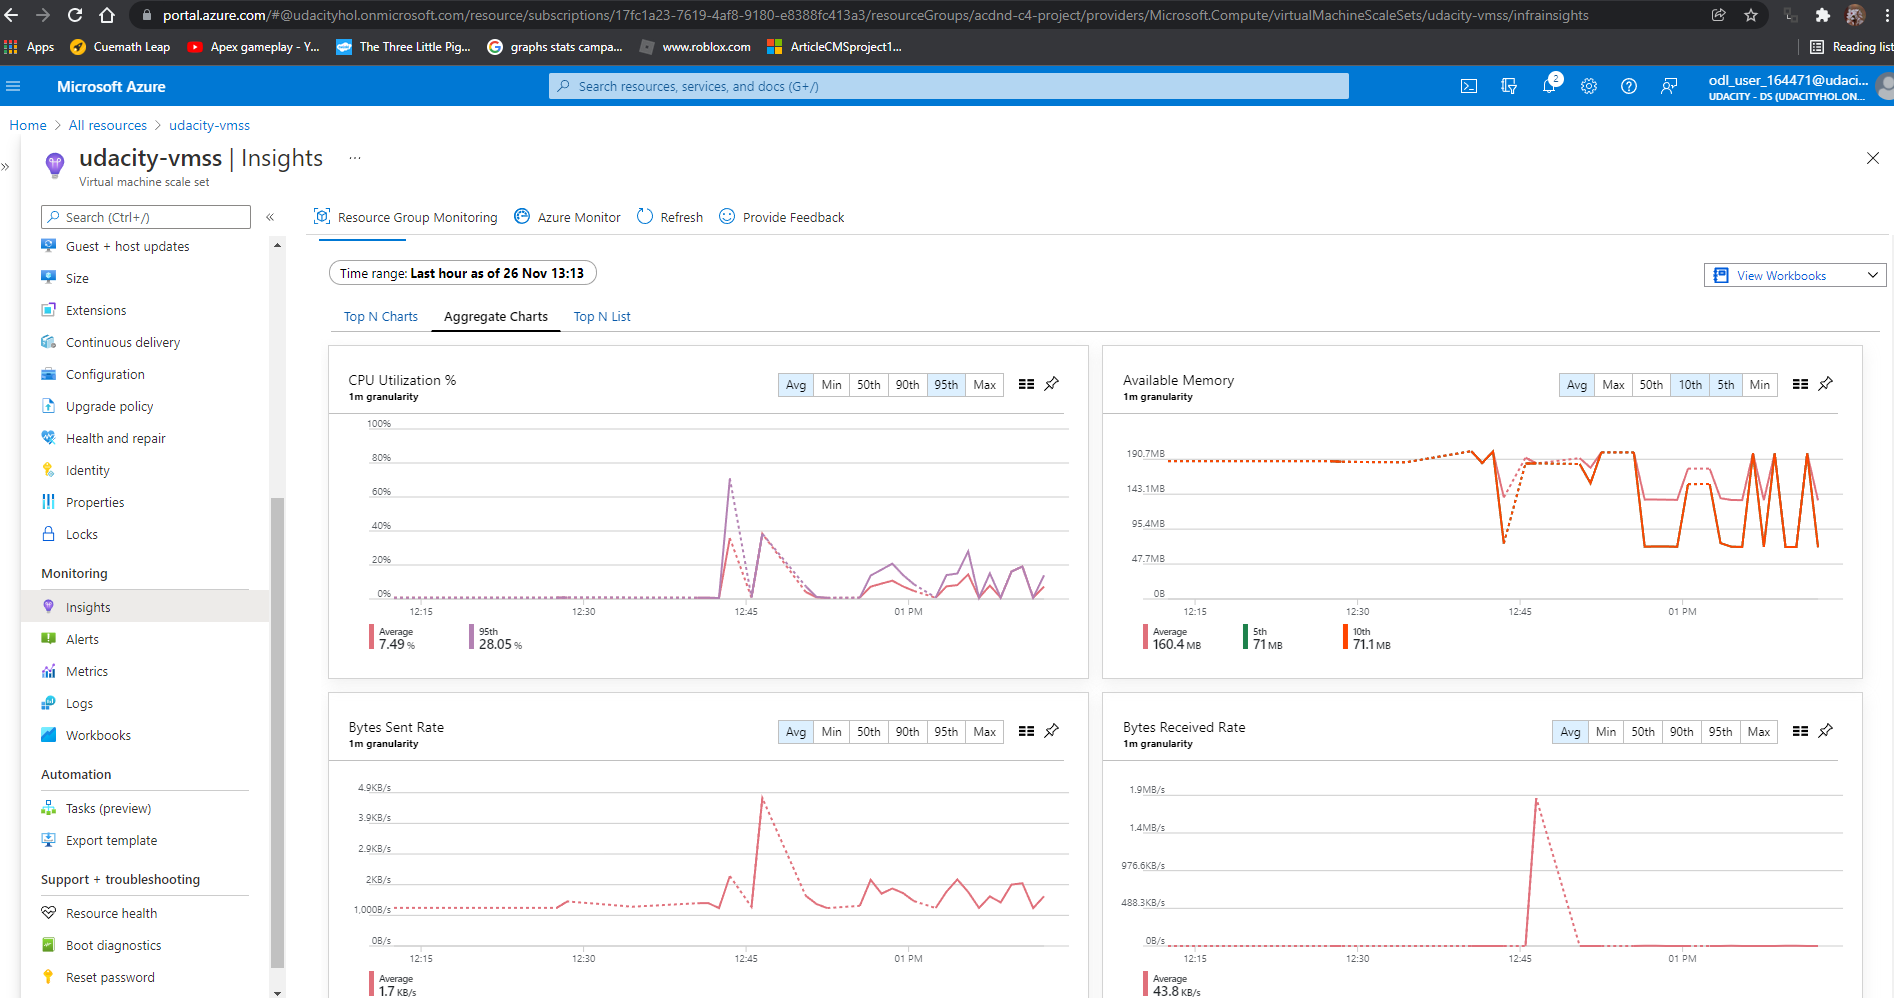 portal.azure.com/#@udacityhol.onmicrosoft.com/resource/subscriptions/17fc1a23-7619-4af8-9180-e8388fc413a3/resourceGroups/acdnd-c4-project/providers/Microsoft.Compute/virtualMachineScaleSets/udacity-vmss/infrainsights
Apps Cuemath Leap Apex gameplay - Y... The Three Little Pig... graphs stats campa... www.roblox.com ArticleCMSproject1... Reading list
Microsoft Azure
Search resources, services, and docs (G+/)
2
odl_user_164471@udaci...
UDACITY - DS (UDACITYHOL.ON...
Home > All resources > udacity-vmss
udacity-vmss | Insights ...
Virtual machine scale set
Search (Ctrl+/)
Guest + host updates
Size
Extensions
Continuous delivery
Configuration
Upgrade policy
Health and repair
Identity
Properties
Locks
Monitoring
Insights
Alerts
Metrics
Logs
Workbooks
Automation
Tasks (preview)
Export template
Support + troubleshooting
Resource health
Boot diagnostics
Reset password
Resource Group Monitoring Azure Monitor Refresh Provide Feedback
Time range: Last hour as of 26 Nov 13:13
View Workbooks
Top N Charts Aggregate Charts Top N List
CPU Utilization %
1m granularity
Avg Min 50th 90th 95th Max
100%
80%
60%
40%
20%
0%
12:15 12:30 12:45 01 PM
Average
7.49 %
95th
28.05 %
Available Memory
1m granularity
Avg Max 50th 10th 5th Min
190.7MB
143.1MB
95.4MB
47.7MB
0B
12:15 12:30 12:45 01 PM
Average
160.4 MB
5th
71 MB
10th
71.1 MB
Bytes Sent Rate
1m granularity
Avg Min 50th 90th 95th Max
4.9KB/s
3.9KB/s
2.9KB/s
2KB/s
1,000B/s
0B/s
12:15 12:30 12:45 01 PM
Average
1.7 KB/s
Bytes Received Rate
1m granularity
Avg Min 50th 90th 95th Max
1.9MB/s
1.4MB/s
976.6KB/s
488.3KB/s
0B/s
12:15 12:30 12:45 01 PM
Average
43.8 KB/s